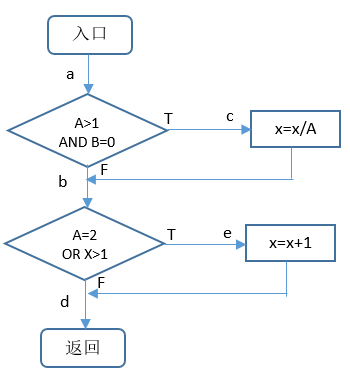 入口
a
A>1
AND B=0
T
c
x=x/A
F
b
A=2
OR X>1
T
e
x=x+1
F
d
返回